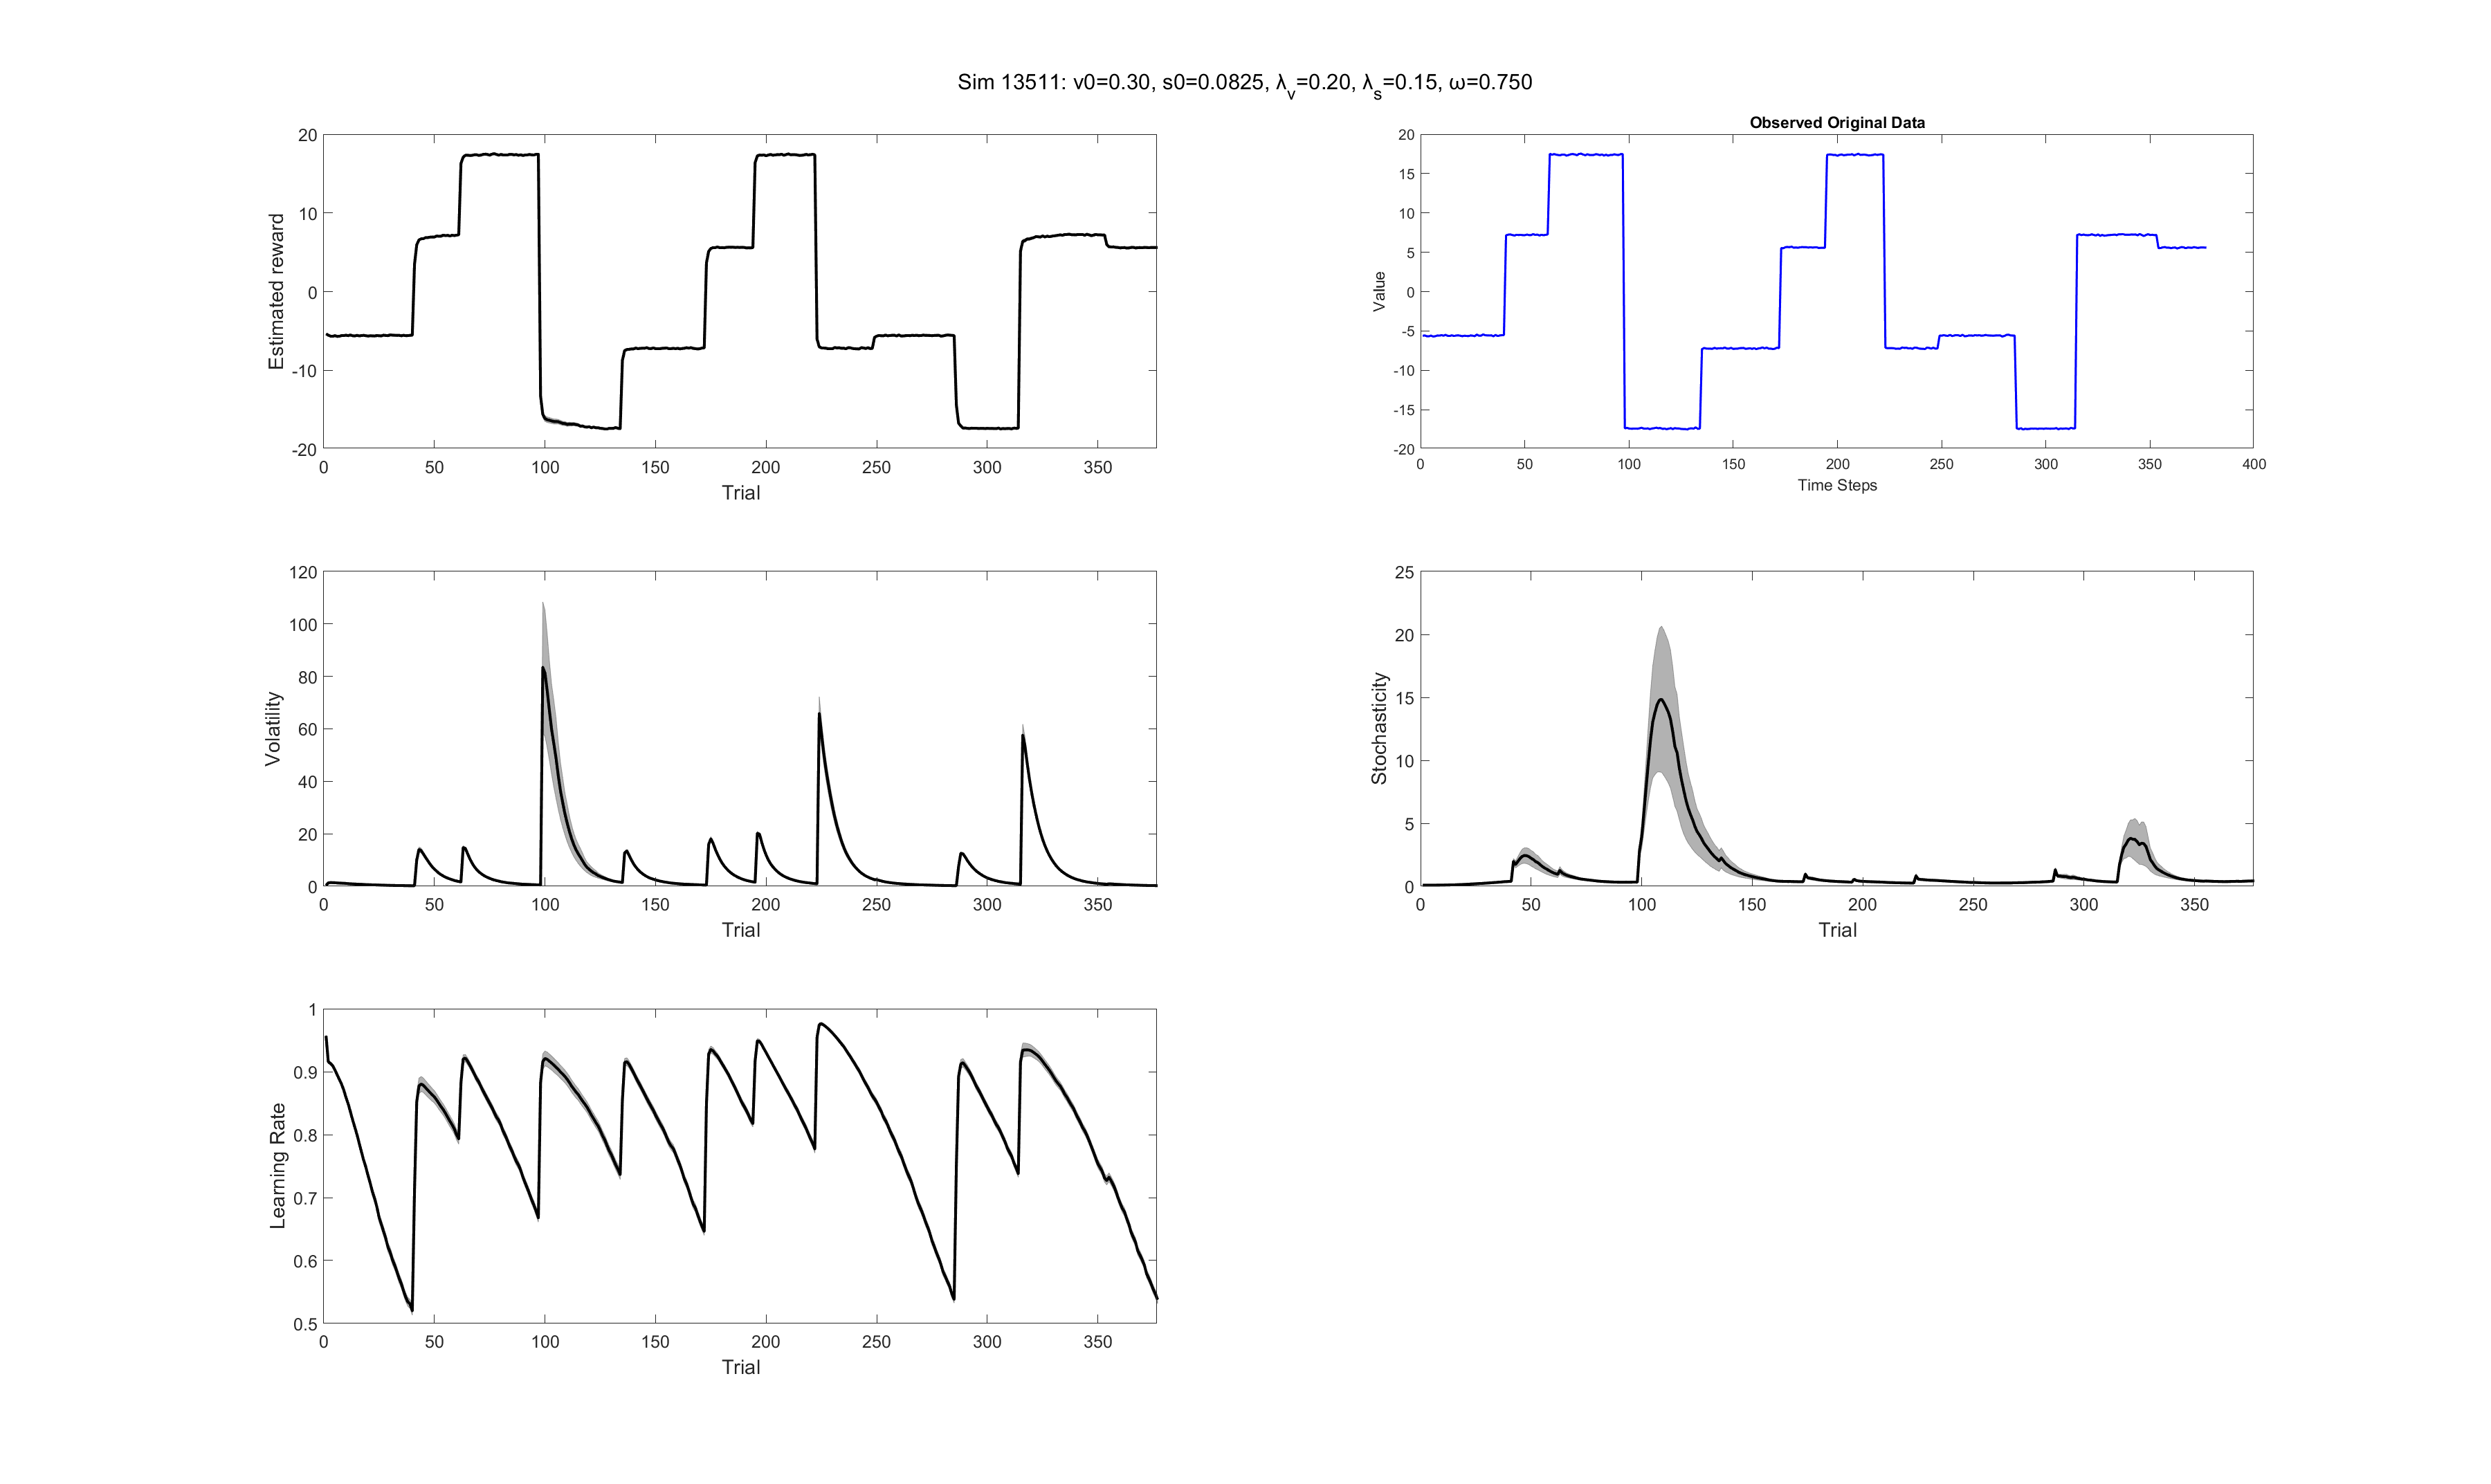 Sim 13511: v0=0.30, s0=0.0825, λ_v=0.20, λ_s=0.15, ω=0.750
20
10
0
-10
-20
Estimated reward
0 50 100 150 200 250 300 350
Trial
Observed Original Data
20
15
10
5
0
-5
-10
-15
-20
Value
0 50 100 150 200 250 300 350 400
Time Steps
120
100
80
60
40
20
0
Volatility
0 50 100 150 200 250 300 350
Trial
25
20
15
10
5
0
Stochasticity
0 50 100 150 200 250 300 350
Trial
1
0.9
0.8
0.7
0.6
0.5
Learning Rate
0 50 100 150 200 250 300 350
Trial